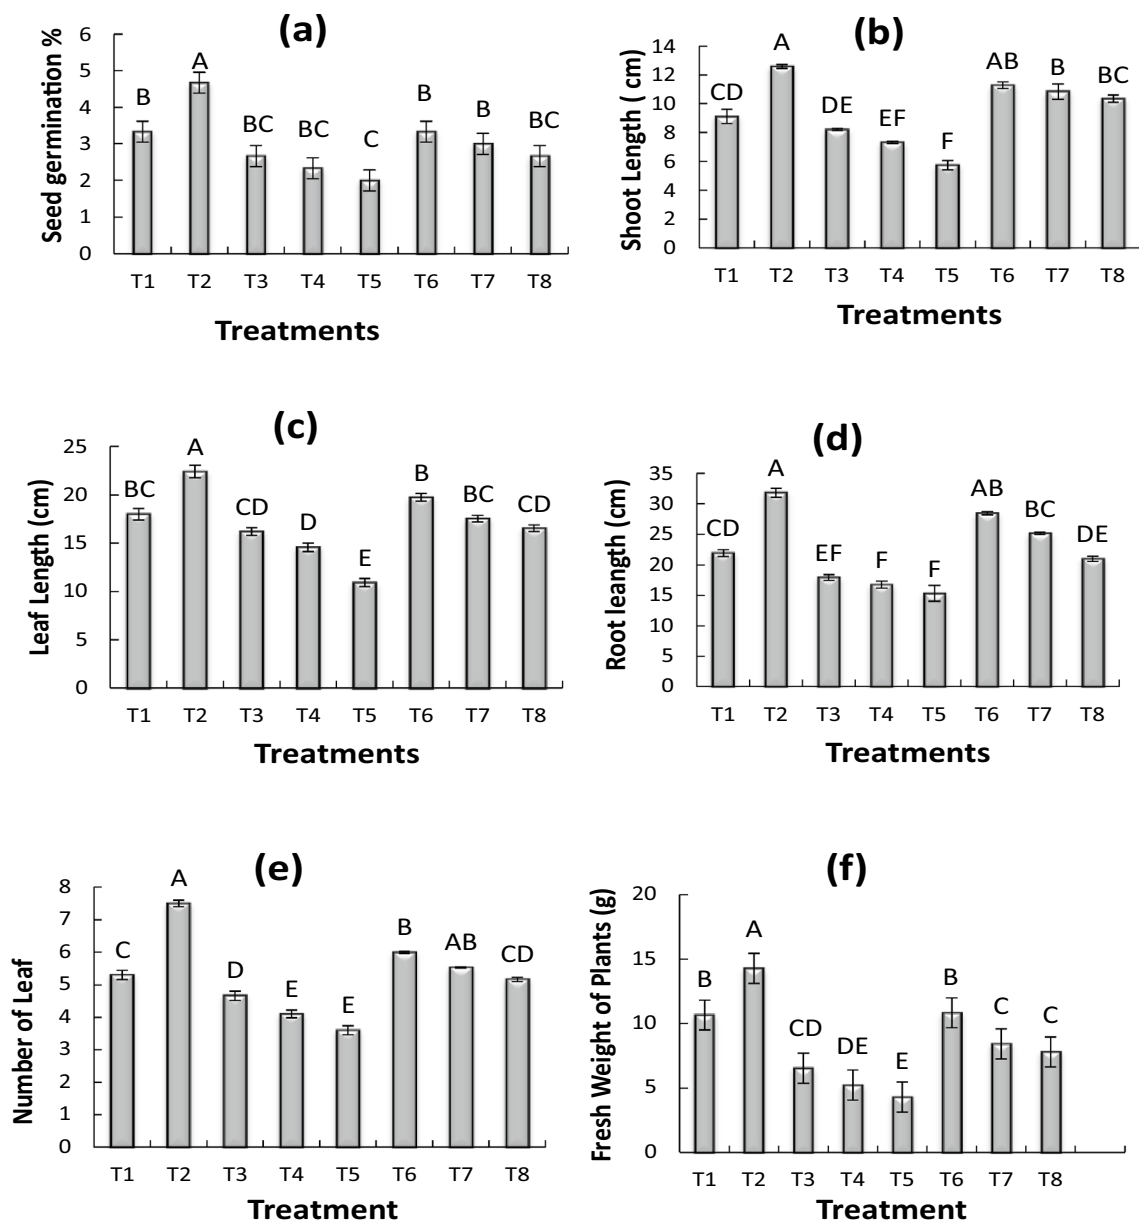 (a)
Seed germination %
6
5
4
3
2
1
0
B
A
BC
BC
C
B
B
BC
T1 T2 T3 T4 T5 T6 T7 T8
Treatments
(b)
Shoot Length ( cm)
14
12
10
8
6
4
2
0
CD
A
DE
EF
F
AB
B
BC
T1 T2 T3 T4 T5 T6 T7 T8
Treatments
(c)
Leaf Length (cm)
25
20
15
10
5
0
BC
A
CD
D
E
B
BC
CD
T1 T2 T3 T4 T5 T6 T7 T8
Treatments
(d)
Root leangth (cm)
35
30
25
20
15
10
5
0
CD
A
EF
F
F
AB
BC
DE
T1 T2 T3 T4 T5 T6 T7 T8
Treatments
(e)
Number of Leaf
8
7
6
5
4
3
2
1
0
C
A
D
E
E
B
AB
CD
T1 T2 T3 T4 T5 T6 T7 T8
Treatment
(f)
Fresh Weight of Plants (g)
20
15
10
5
0
B
A
CD
DE
E
B
C
C
T1 T2 T3 T4 T5 T6 T7 T8
Treatment